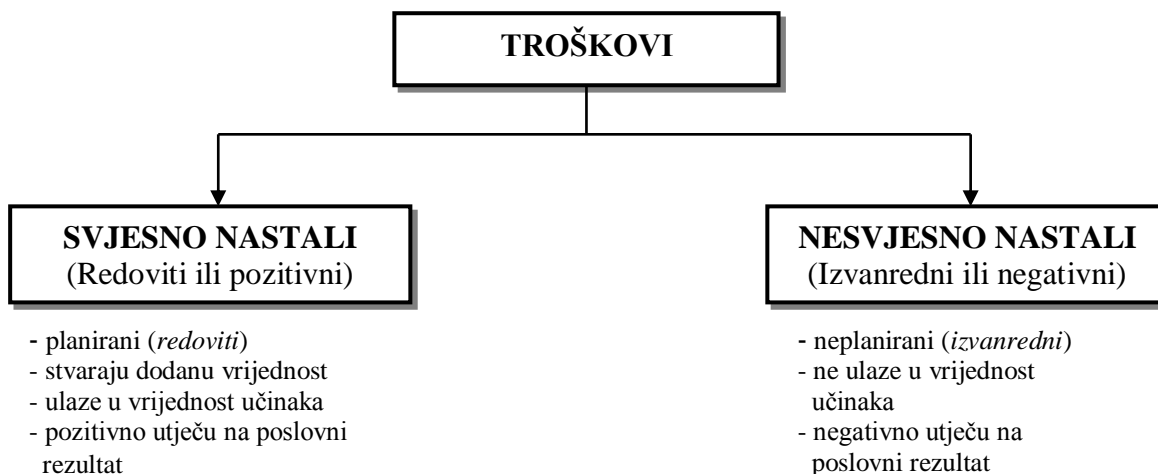 TROŠKOVI
SVJESNO NASTALI
(Redoviti ili pozitivni)
- planirani (redoviti)
- stvaraju dodanu vrijednost
- ulaze u vrijednost učinaka
- pozitivno utječu na poslovni
rezultat
NESVJESNO NASTALI
(Izvanredni ili negativni)
- neplanirani (izvanredni)
- ne ulaze u vrijednost
učinaka
- negativno utječu na
poslovni rezultat